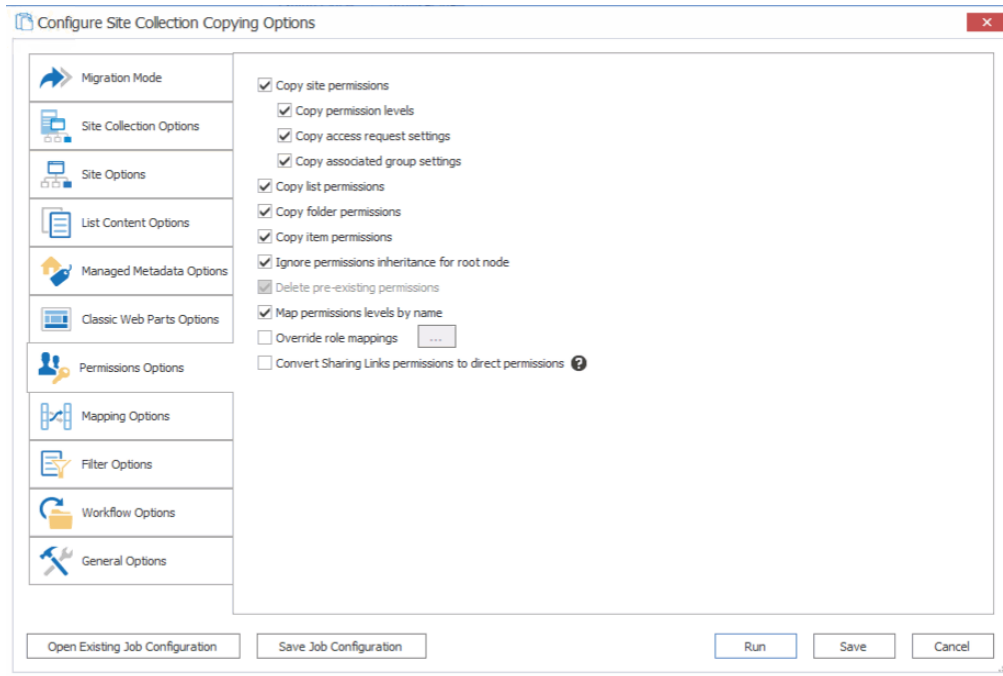 Configure Site Collection Copying Options
Migration Mode
Site Collection Options
Site Options
List Content Options
Managed Metadata Options
Classic Web Parts Options
Permissions Options
Mapping Options
Filter Options
Workflow Options
General Options
Copy site permissions
Copy permission levels
Copy access request settings
Copy associated group settings
Copy list permissions
Copy folder permissions
Copy item permissions
Ignore permissions inheritance for root node
Delete pre-existing permissions
Map permissions levels by name
Override role mappings ...
Convert Sharing Links permissions to direct permissions ?
Open Existing Job Configuration Save Job Configuration Run Save Cancel